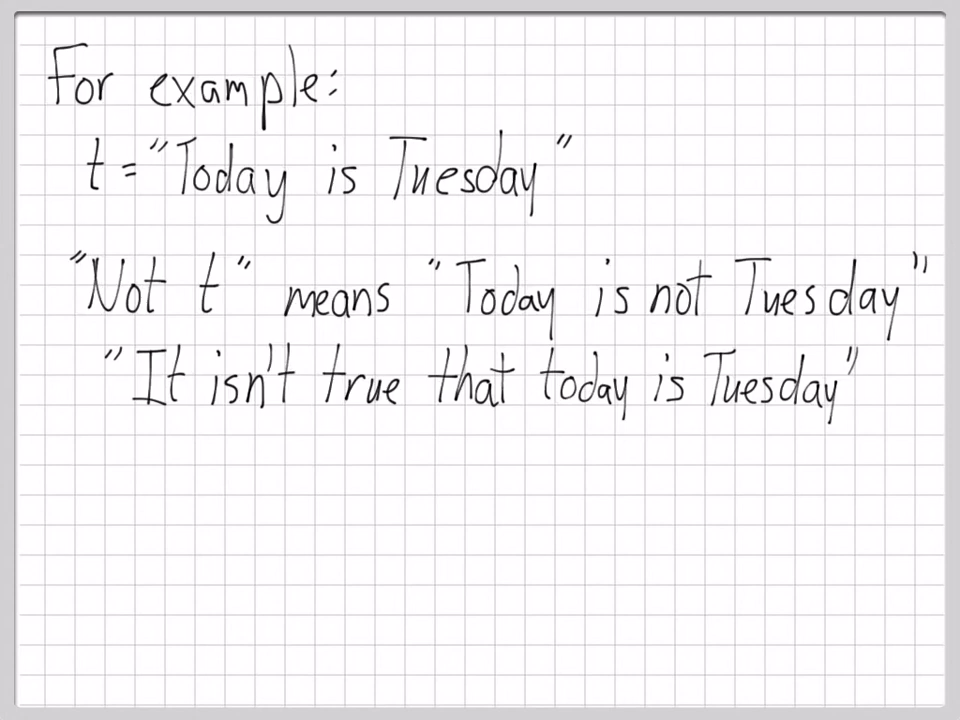 For example:
t = "Today is Tuesday"
"Not t" means "Today is not Tuesday"
"It isn't true that today is Tuesday"